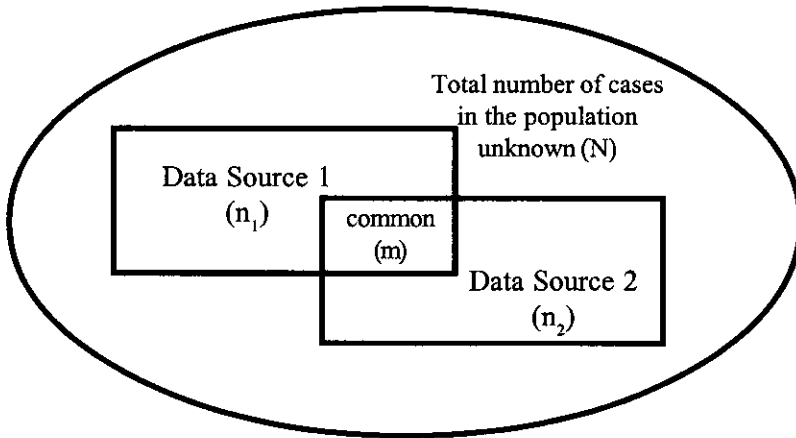 Total number of cases
in the population
unknown (N)
Data Source 1
(n₁)
common
(m)
Data Source 2
(n₂)